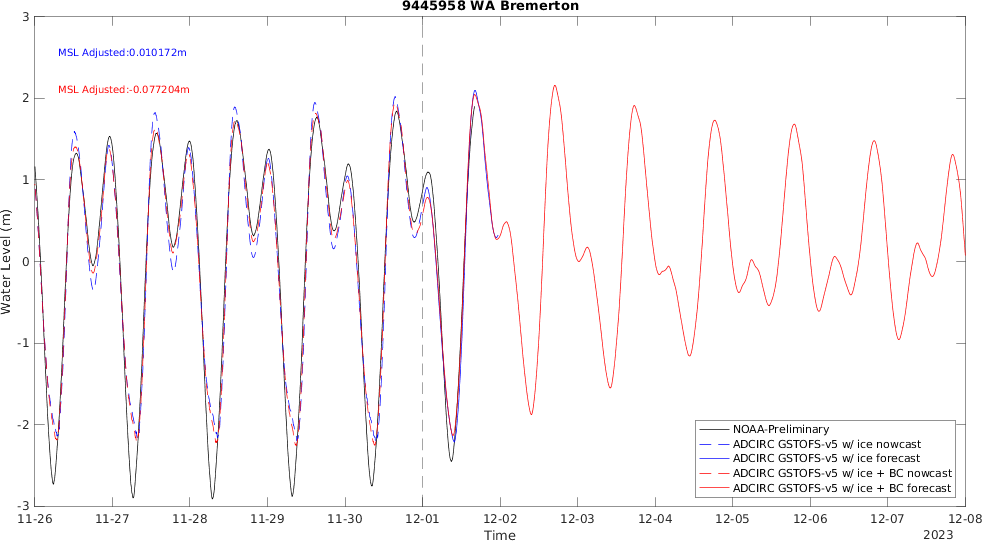 9445958 WA Bremerton
MSL Adjusted:0.010172m
MSL Adjusted:-0.077204m
Water Level (m)
3
2
1
0
-1
-2
-3
NOAA-Preliminary
ADCIRC GSTOFS-v5 w/ ice nowcast
ADCIRC GSTOFS-v5 w/ ice forecast
ADCIRC GSTOFS-v5 w/ ice + BC nowcast
ADCIRC GSTOFS-v5 w/ ice + BC forecast
11-26 11-27 11-28 11-29 11-30 12-01 12-02 12-03 12-04 12-05 12-06 12-07 12-08
Time
2023